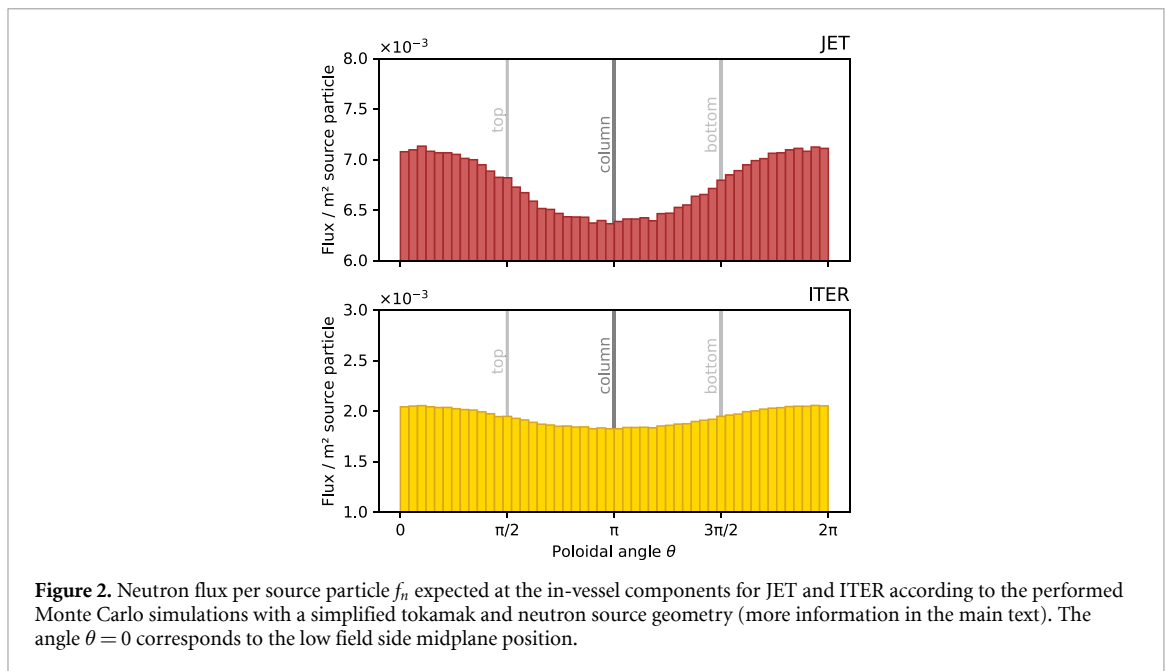 ×10⁻³
JET
8.0
7.5
7.0
6.5
6.0
Flux / m² source particle
top
column
bottom
×10⁻³
ITER
3.0
2.5
2.0
1.5
1.0
Flux / m² source particle
top
column
bottom
0
π/2
π
3π/2
2π
Poloidal angle θ
Figure 2. Neutron flux per source particle fₙ expected at the in-vessel components for JET and ITER according to the performed
Monte Carlo simulations with a simplified tokamak and neutron source geometry (more information in the main text). The
angle θ = 0 corresponds to the low field side midplane position.